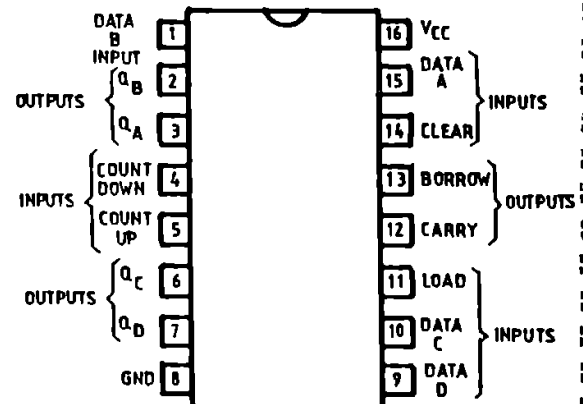 DATA
B
INPUT
1
OUTPUTS
QB
2
QA
3
INPUTS
COUNT
DOWN
4
COUNT
UP
5
OUTPUTS
QC
6
QD
7
GND
8
16
VCC
15
DATA
A
14
CLEAR
INPUTS
13
BORROW
12
CARRY
OUTPUTS
11
LOAD
10
DATA
C
9
DATA
D
INPUTS